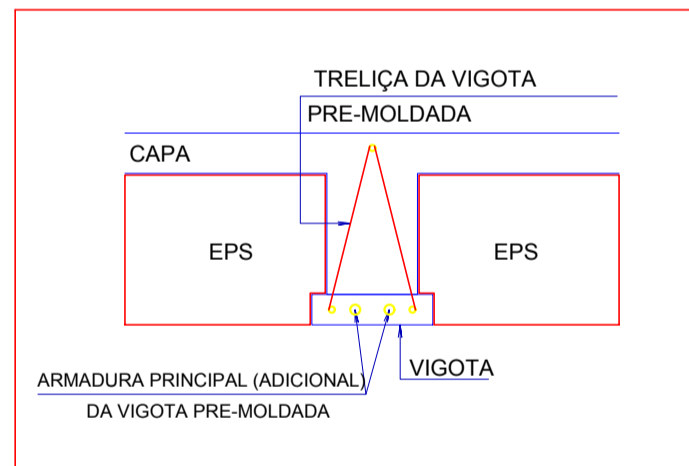 TRELIÇA DA VIGOTA
PRE-MOLDADA
CAPA
EPS
EPS
VIGOTA
ARMADURA PRINCIPAL (ADICIONAL)
DA VIGOTA PRE-MOLDADA